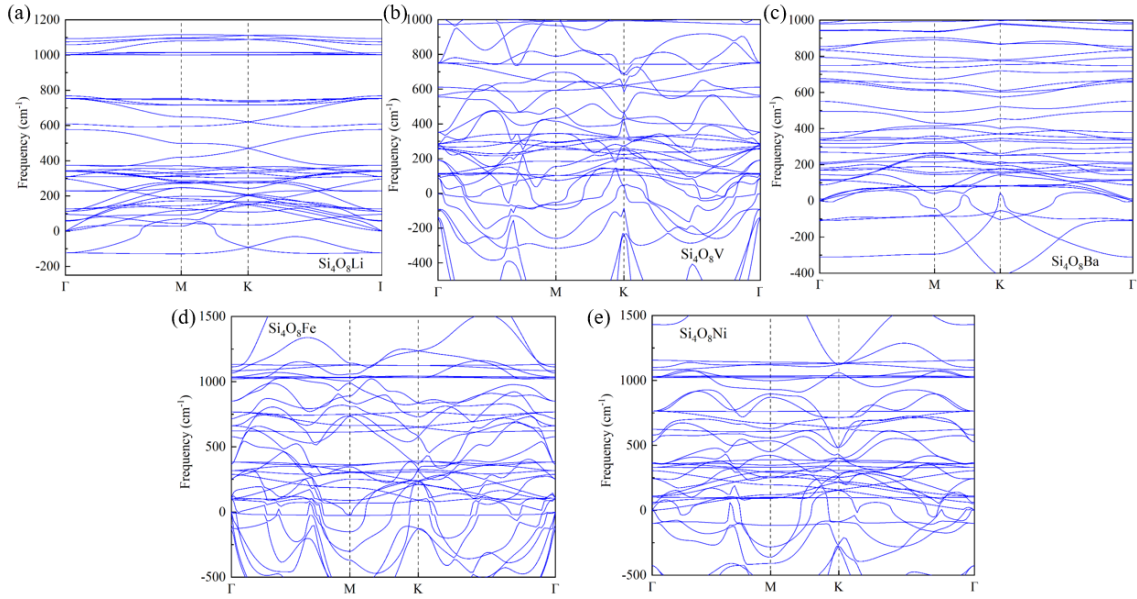 (a)
Frequency (cm⁻¹)
1200
1000
800
600
400
200
0
-200
Si₄O₈Li
Γ
M
K
Γ
(b)
Frequency (cm⁻¹)
1000
800
600
400
200
0
-200
-400
Si₄O₈V
Γ
M
K
Γ
(c)
Frequency (cm⁻¹)
1000
800
600
400
200
0
-200
-400
Si₄O₈Ba
Γ
M
K
Γ
(d)
Frequency (cm⁻¹)
1500
1000
500
0
-500
Si₄O₈Fe
Γ
M
K
Γ
(e)
Frequency (cm⁻¹)
1500
1000
500
0
-500
Si₄O₈Ni
Γ
M
K
Γ